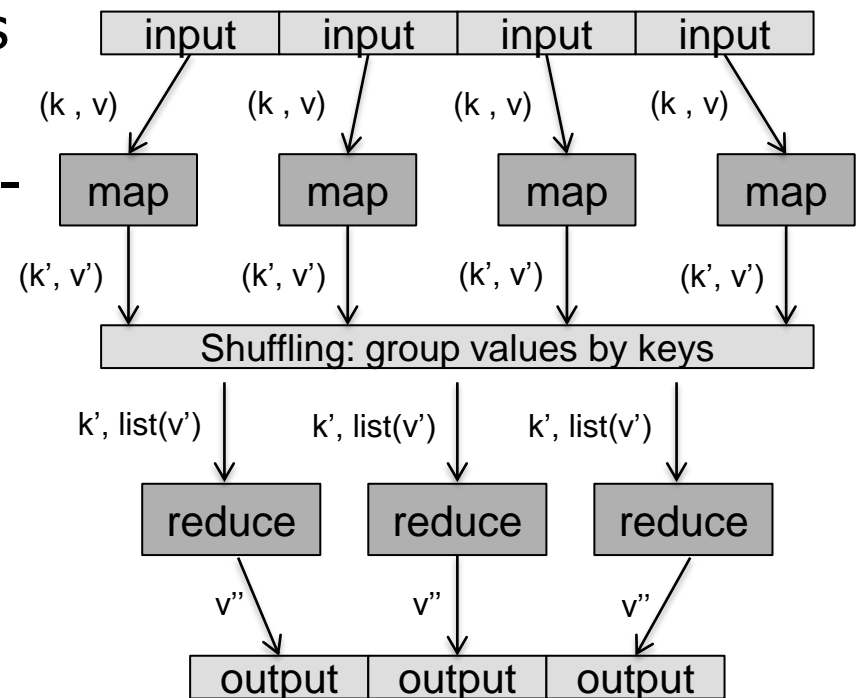 s
input input input input
(k , v) (k , v) (k , v) (k , v)
-
map map map map
(k’, v’) (k’, v’) (k’, v’) (k’, v’)
Shuffling: group values by keys
k’, list(v’) k’, list(v’) k’, list(v’)
reduce reduce reduce
v’’ v’’ v’’
output output output